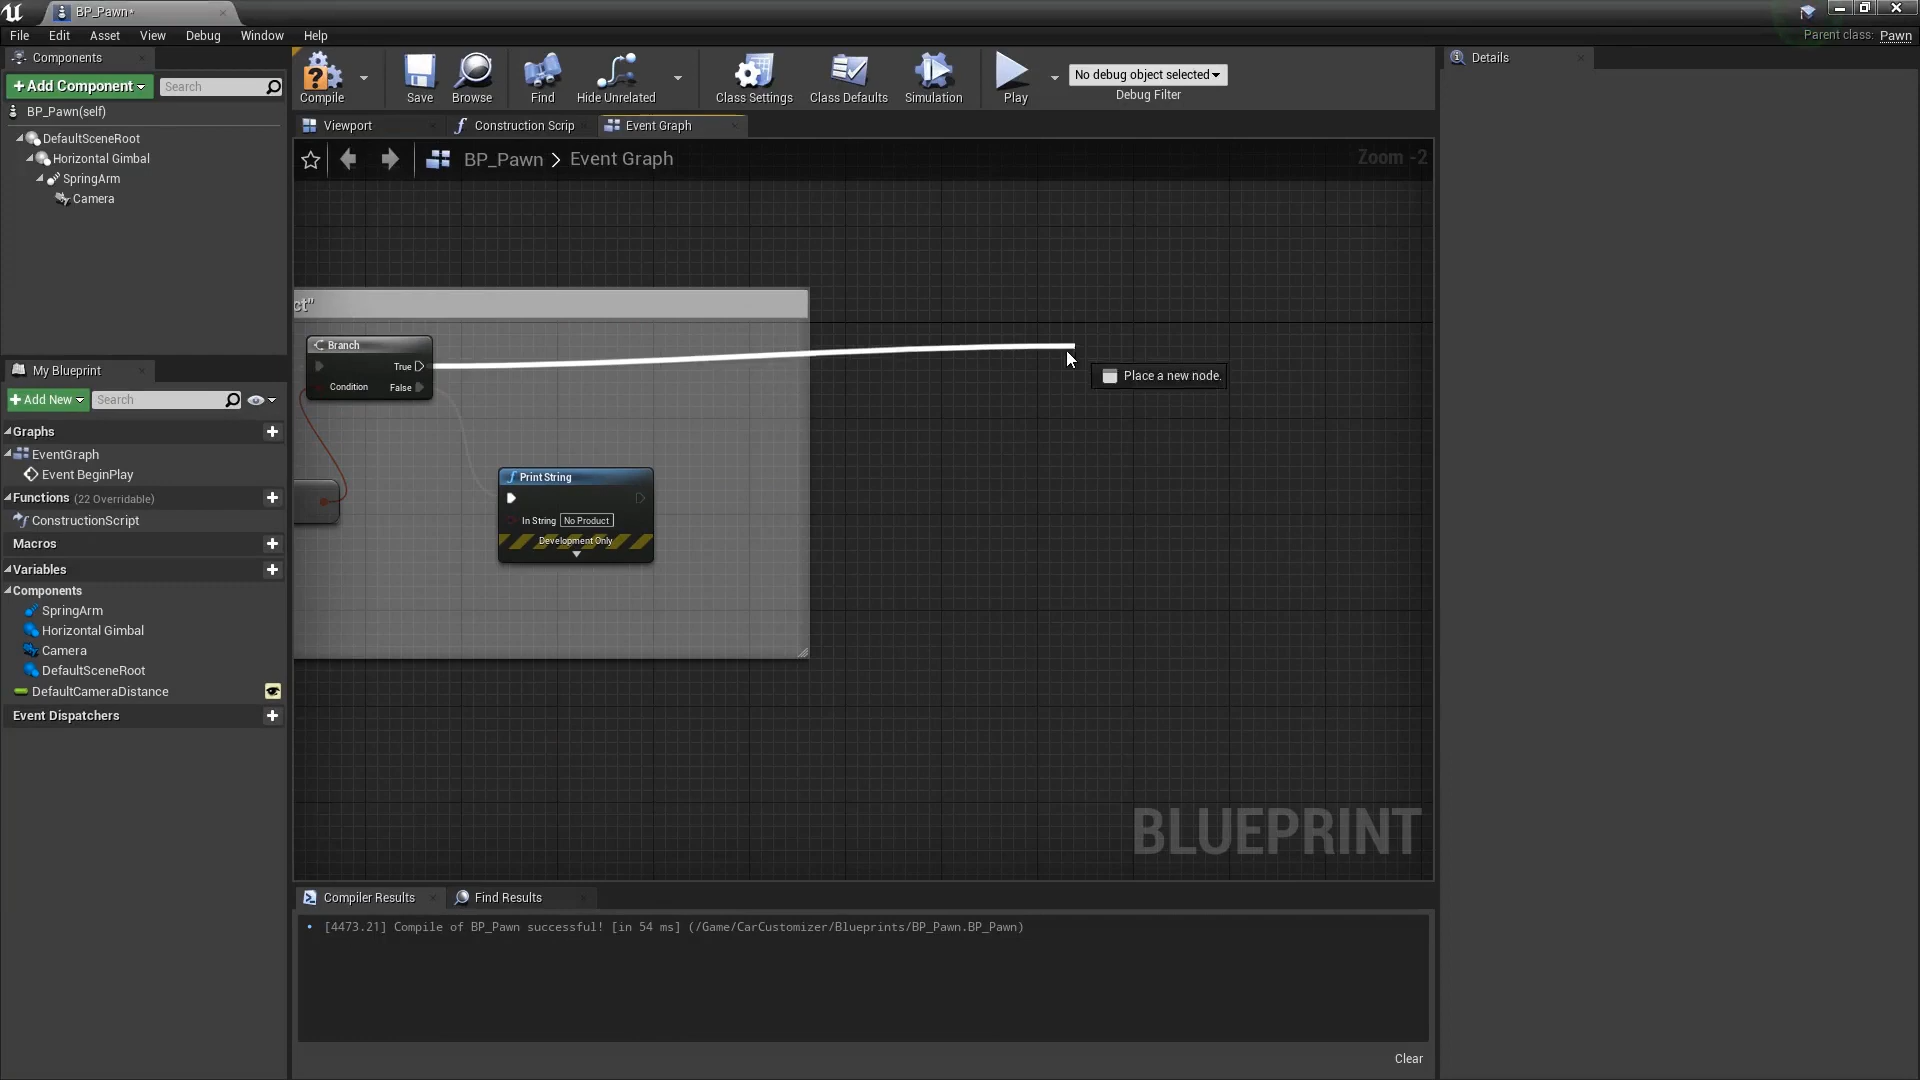 BP_Pawn*
File Edit Asset View Debug Window Help
Parent class: Pawn
Components
+Add Component
Search
BP_Pawn(self)
DefaultSceneRoot
Horizontal Gimbal
SpringArm
Camera
Compile
Save
Browse
Find
Hide Unrelated
Class Settings
Class Defaults
Simulation
Play
No debug object selected
Debug Filter
Details
Viewport
Construction Scrip
Event Graph
BP_Pawn > Event Graph
Zoom -2
ct"
Branch
True
Condition
False
Place a new node.
Print String
In String No Product
Development Only
BLUEPRINT
My Blueprint
+Add New
Search
Graphs
EventGraph
Event BeginPlay
Functions (22 Overridable)
ConstructionScript
Macros
Variables
Components
SpringArm
Horizontal Gimbal
Camera
DefaultSceneRoot
DefaultCameraDistance
Event Dispatchers
Compiler Results
Find Results
[4473.21] Compile of BP_Pawn successful! [in 54 ms] (/Game/CarCustomizer/Blueprints/BP_Pawn.BP_Pawn)
Clear